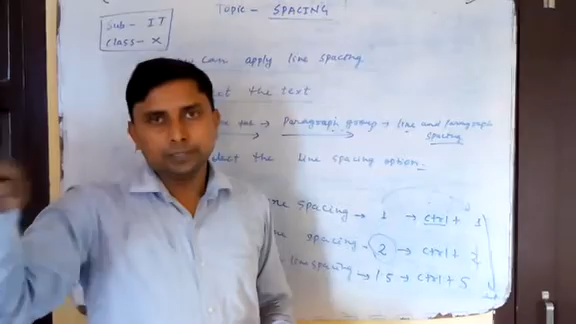 Topic - SPACING
Sub - IT
Class - X
can apply line spacing
the text
→ Paragraph group → line and paragraph
spacing
the line spacing option
spacing → 1 → ctrl + 1
spacing - 2 → ctrl + 2
line spacing → 1.5 → ctrl + 5